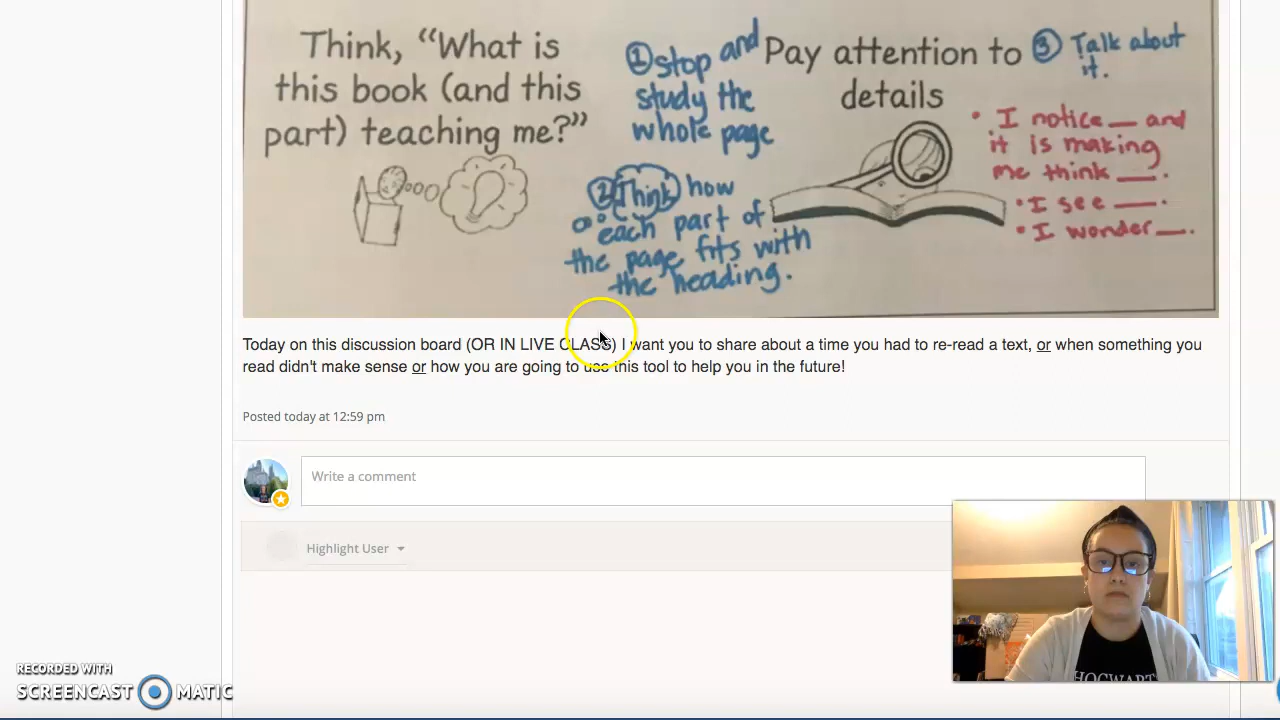 Think, “What is
this book (and this
part) teaching me?”
① stop and
study the
whole page
② Think how
each part of
the page fits with
the heading.
Pay attention to
details
③ Talk about
it.
• I notice __ and
it is making
me think __.
• I see __.
• I wonder __.
Today on this discussion board (OR IN LIVE CLASS) I want you to share about a time you had to re-read a text, or when something you
read didn't make sense or how you are going to use this tool to help you in the future!
Posted today at 12:59 pm
Write a comment
Highlight User
HOGWARTS
RECORDED WITH
SCREENCAST MATIC